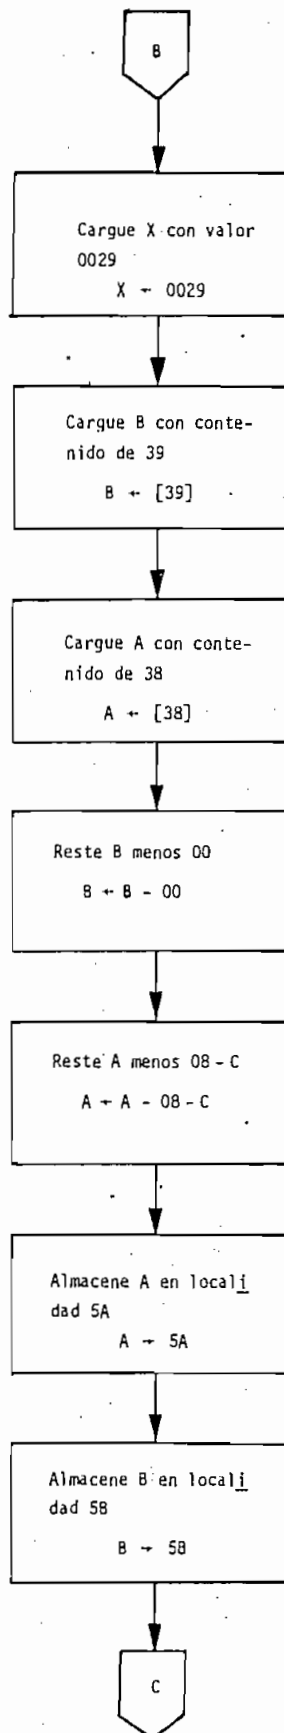 B
Cargue X con valor
0029
X ← 0029
Cargue B con conte-
nido de 39
B ← [39]
Cargue A con conte-
nido de 38
A ← [38]
Reste B menos 00
B ← B - 00
Reste A menos 08-C
A ← A - 08-C
Almacene A en locali
dad 5A
A → 5A
Almacene B en locali
dad 5B
B → 5B
C